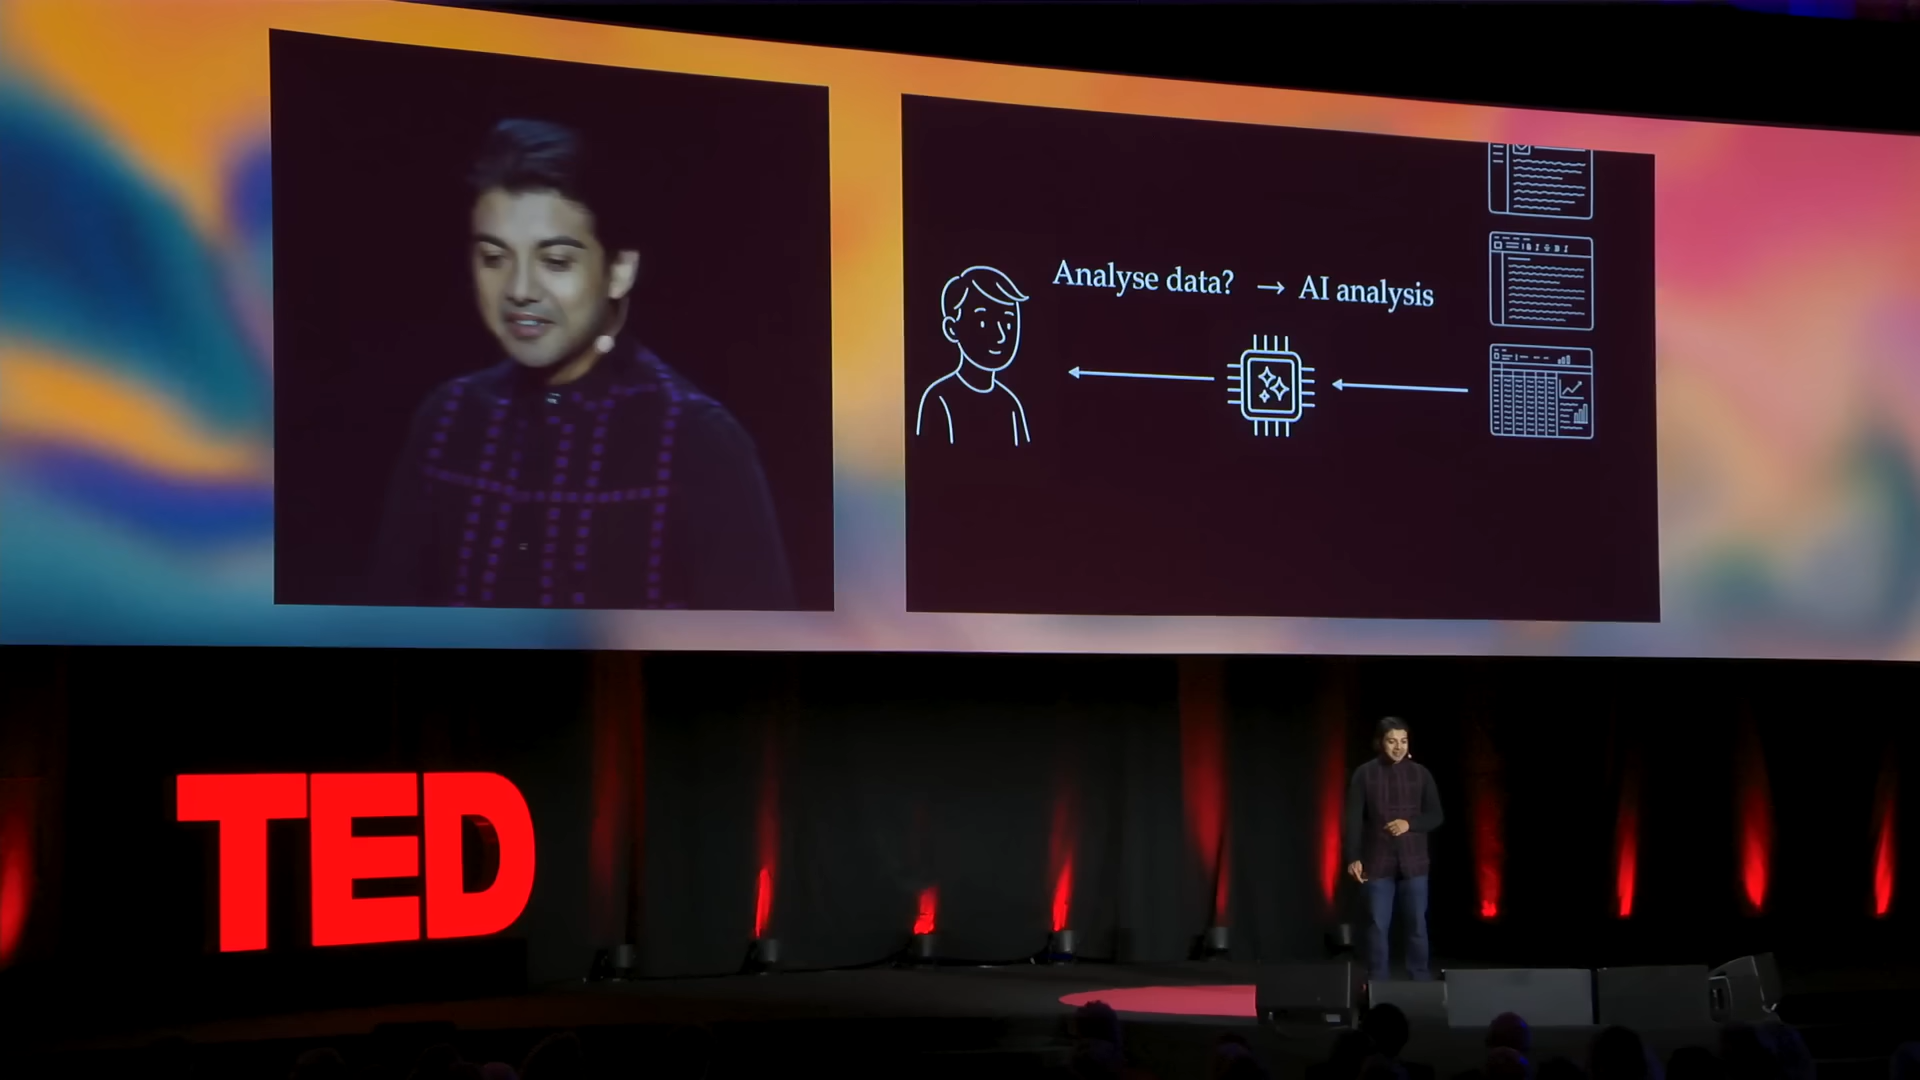 Analyse data? → AI analysis
TED